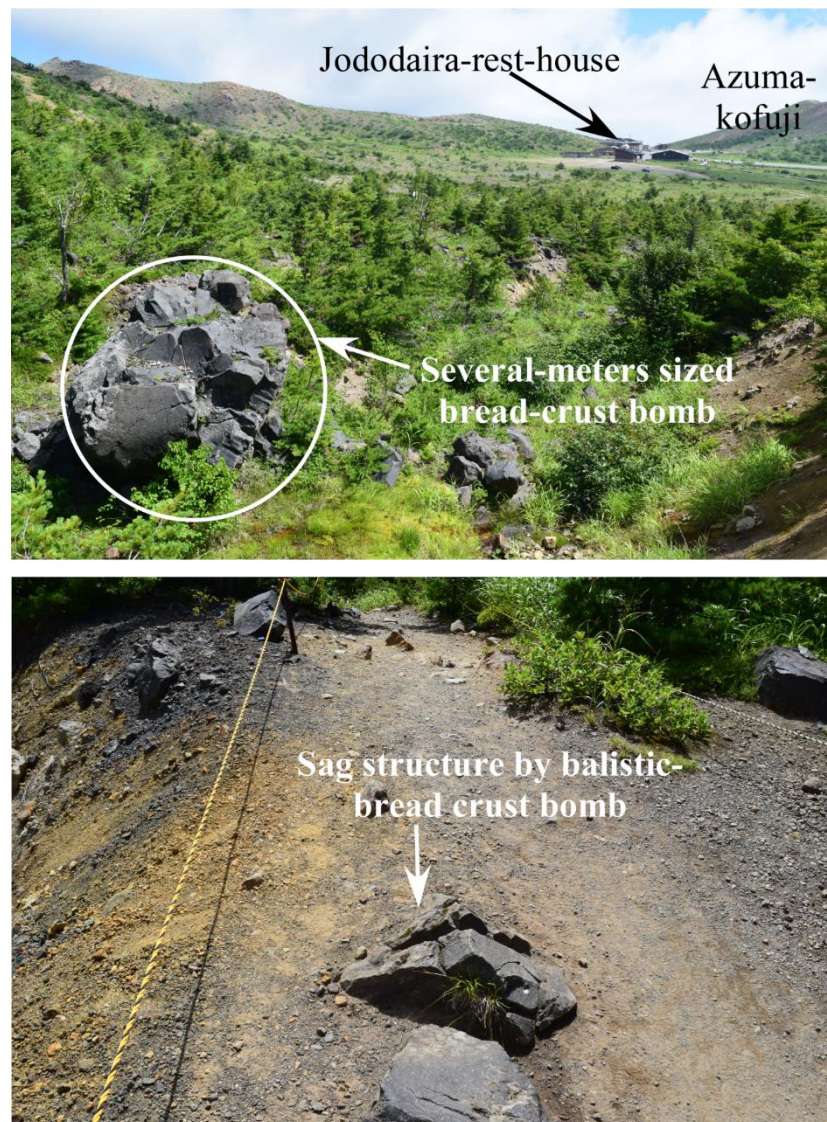 Jododaira-rest-house
Azuma-
kofuji
Several-meters sized
bread-crust bomb
Sag structure by balistic-
bread crust bomb